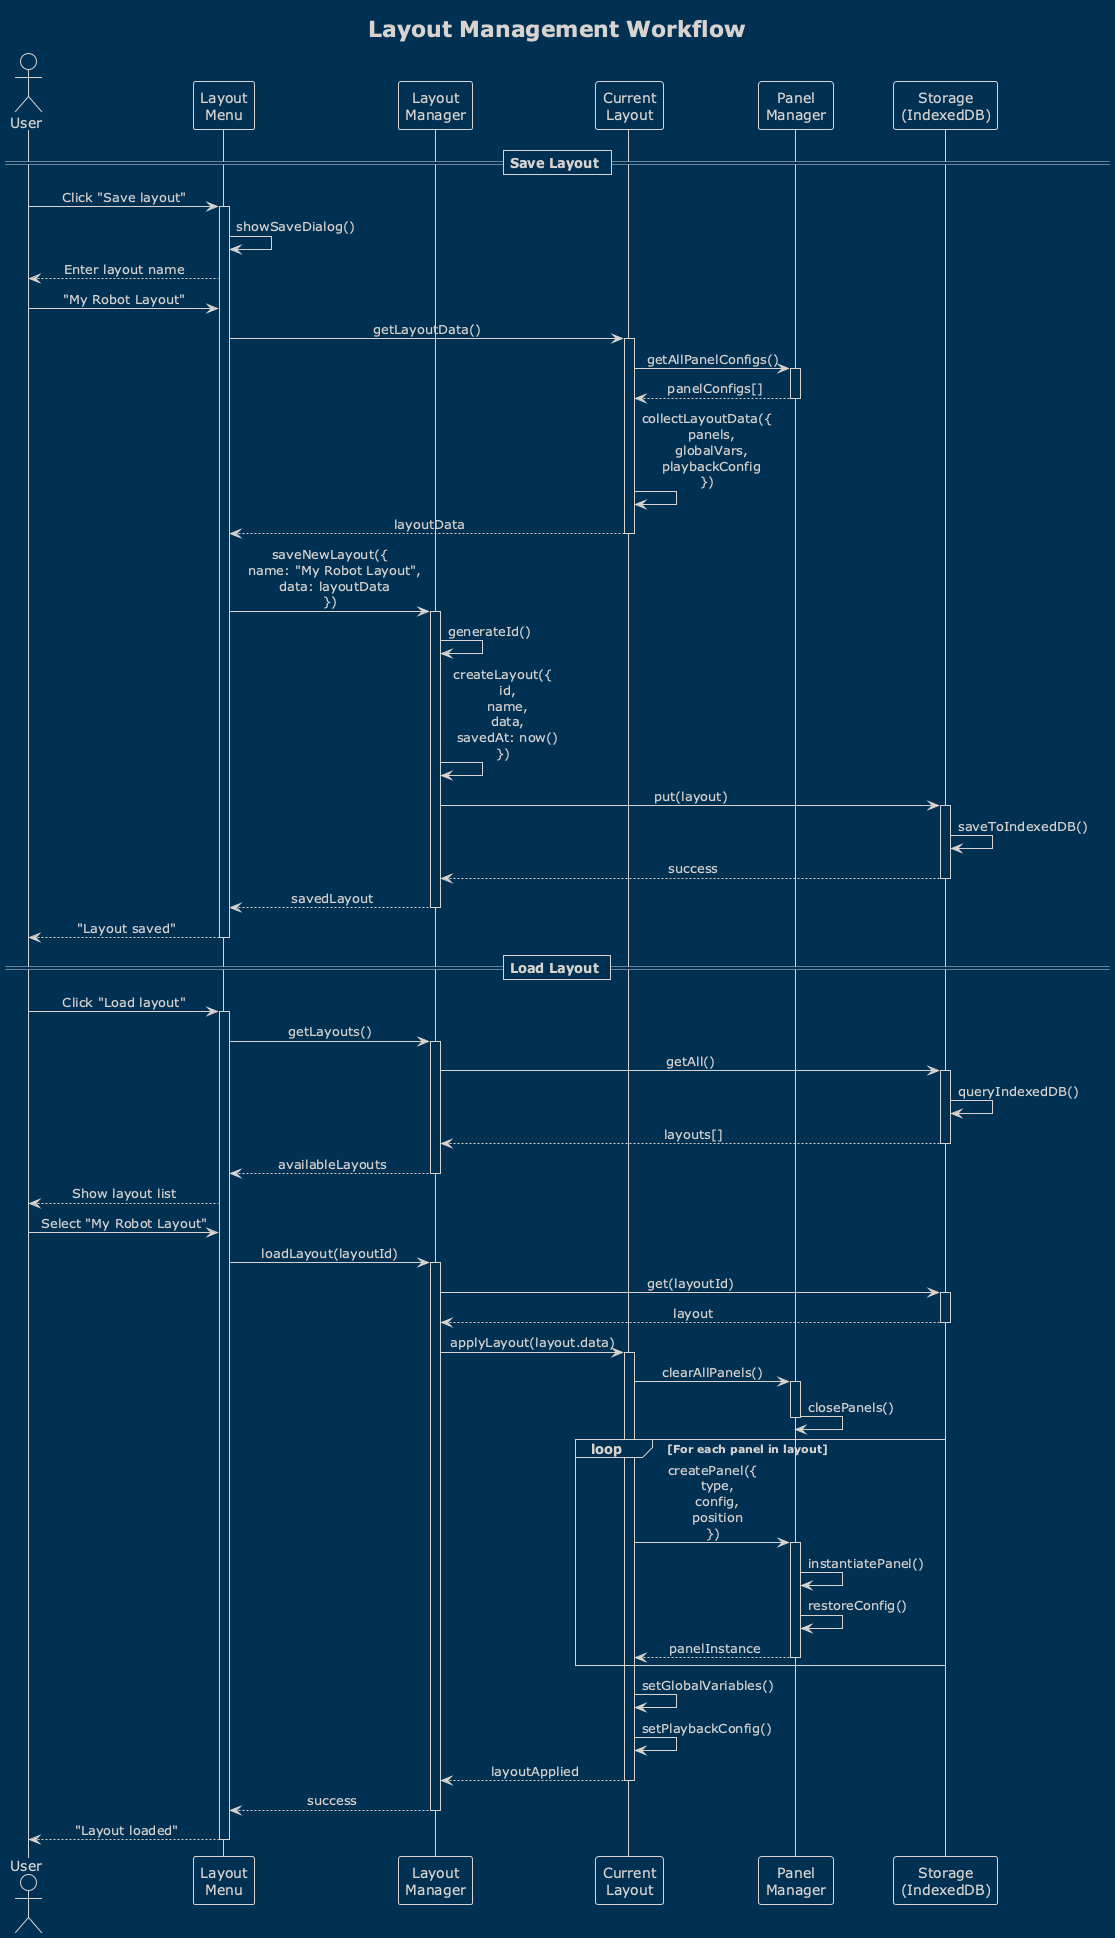 Layout Management Workflow
User
Layout
Menu
Layout
Manager
Current
Layout
Panel
Manager
Storage
(IndexedDB)
Save Layout
Click "Save layout"
showSaveDialog()
Enter layout name
"My Robot Layout"
getLayoutData()
getAllPanelConfigs()
panelConfigs[]
collectLayoutData({
panels,
globalVars,
playbackConfig
})
layoutData
saveNewLayout({
name: "My Robot Layout",
data: layoutData
})
generateId()
createLayout({
id,
name,
data,
savedAt: now()
})
put(layout)
saveToIndexedDB()
success
savedLayout
"Layout saved"
Load Layout
Click "Load layout"
getLayouts()
getAll()
queryIndexedDB()
layouts[]
availableLayouts
Show layout list
Select "My Robot Layout"
loadLayout(layoutId)
get(layoutId)
layout
applyLayout(layout.data)
clearAllPanels()
closePanels()
loop
[For each panel in layout]
createPanel({
type,
config,
position
})
instantiatePanel()
restoreConfig()
panelInstance
setGlobalVariables()
setPlaybackConfig()
layoutApplied
success
"Layout loaded"
User
Layout
Menu
Layout
Manager
Current
Layout
Panel
Manager
Storage
(IndexedDB)